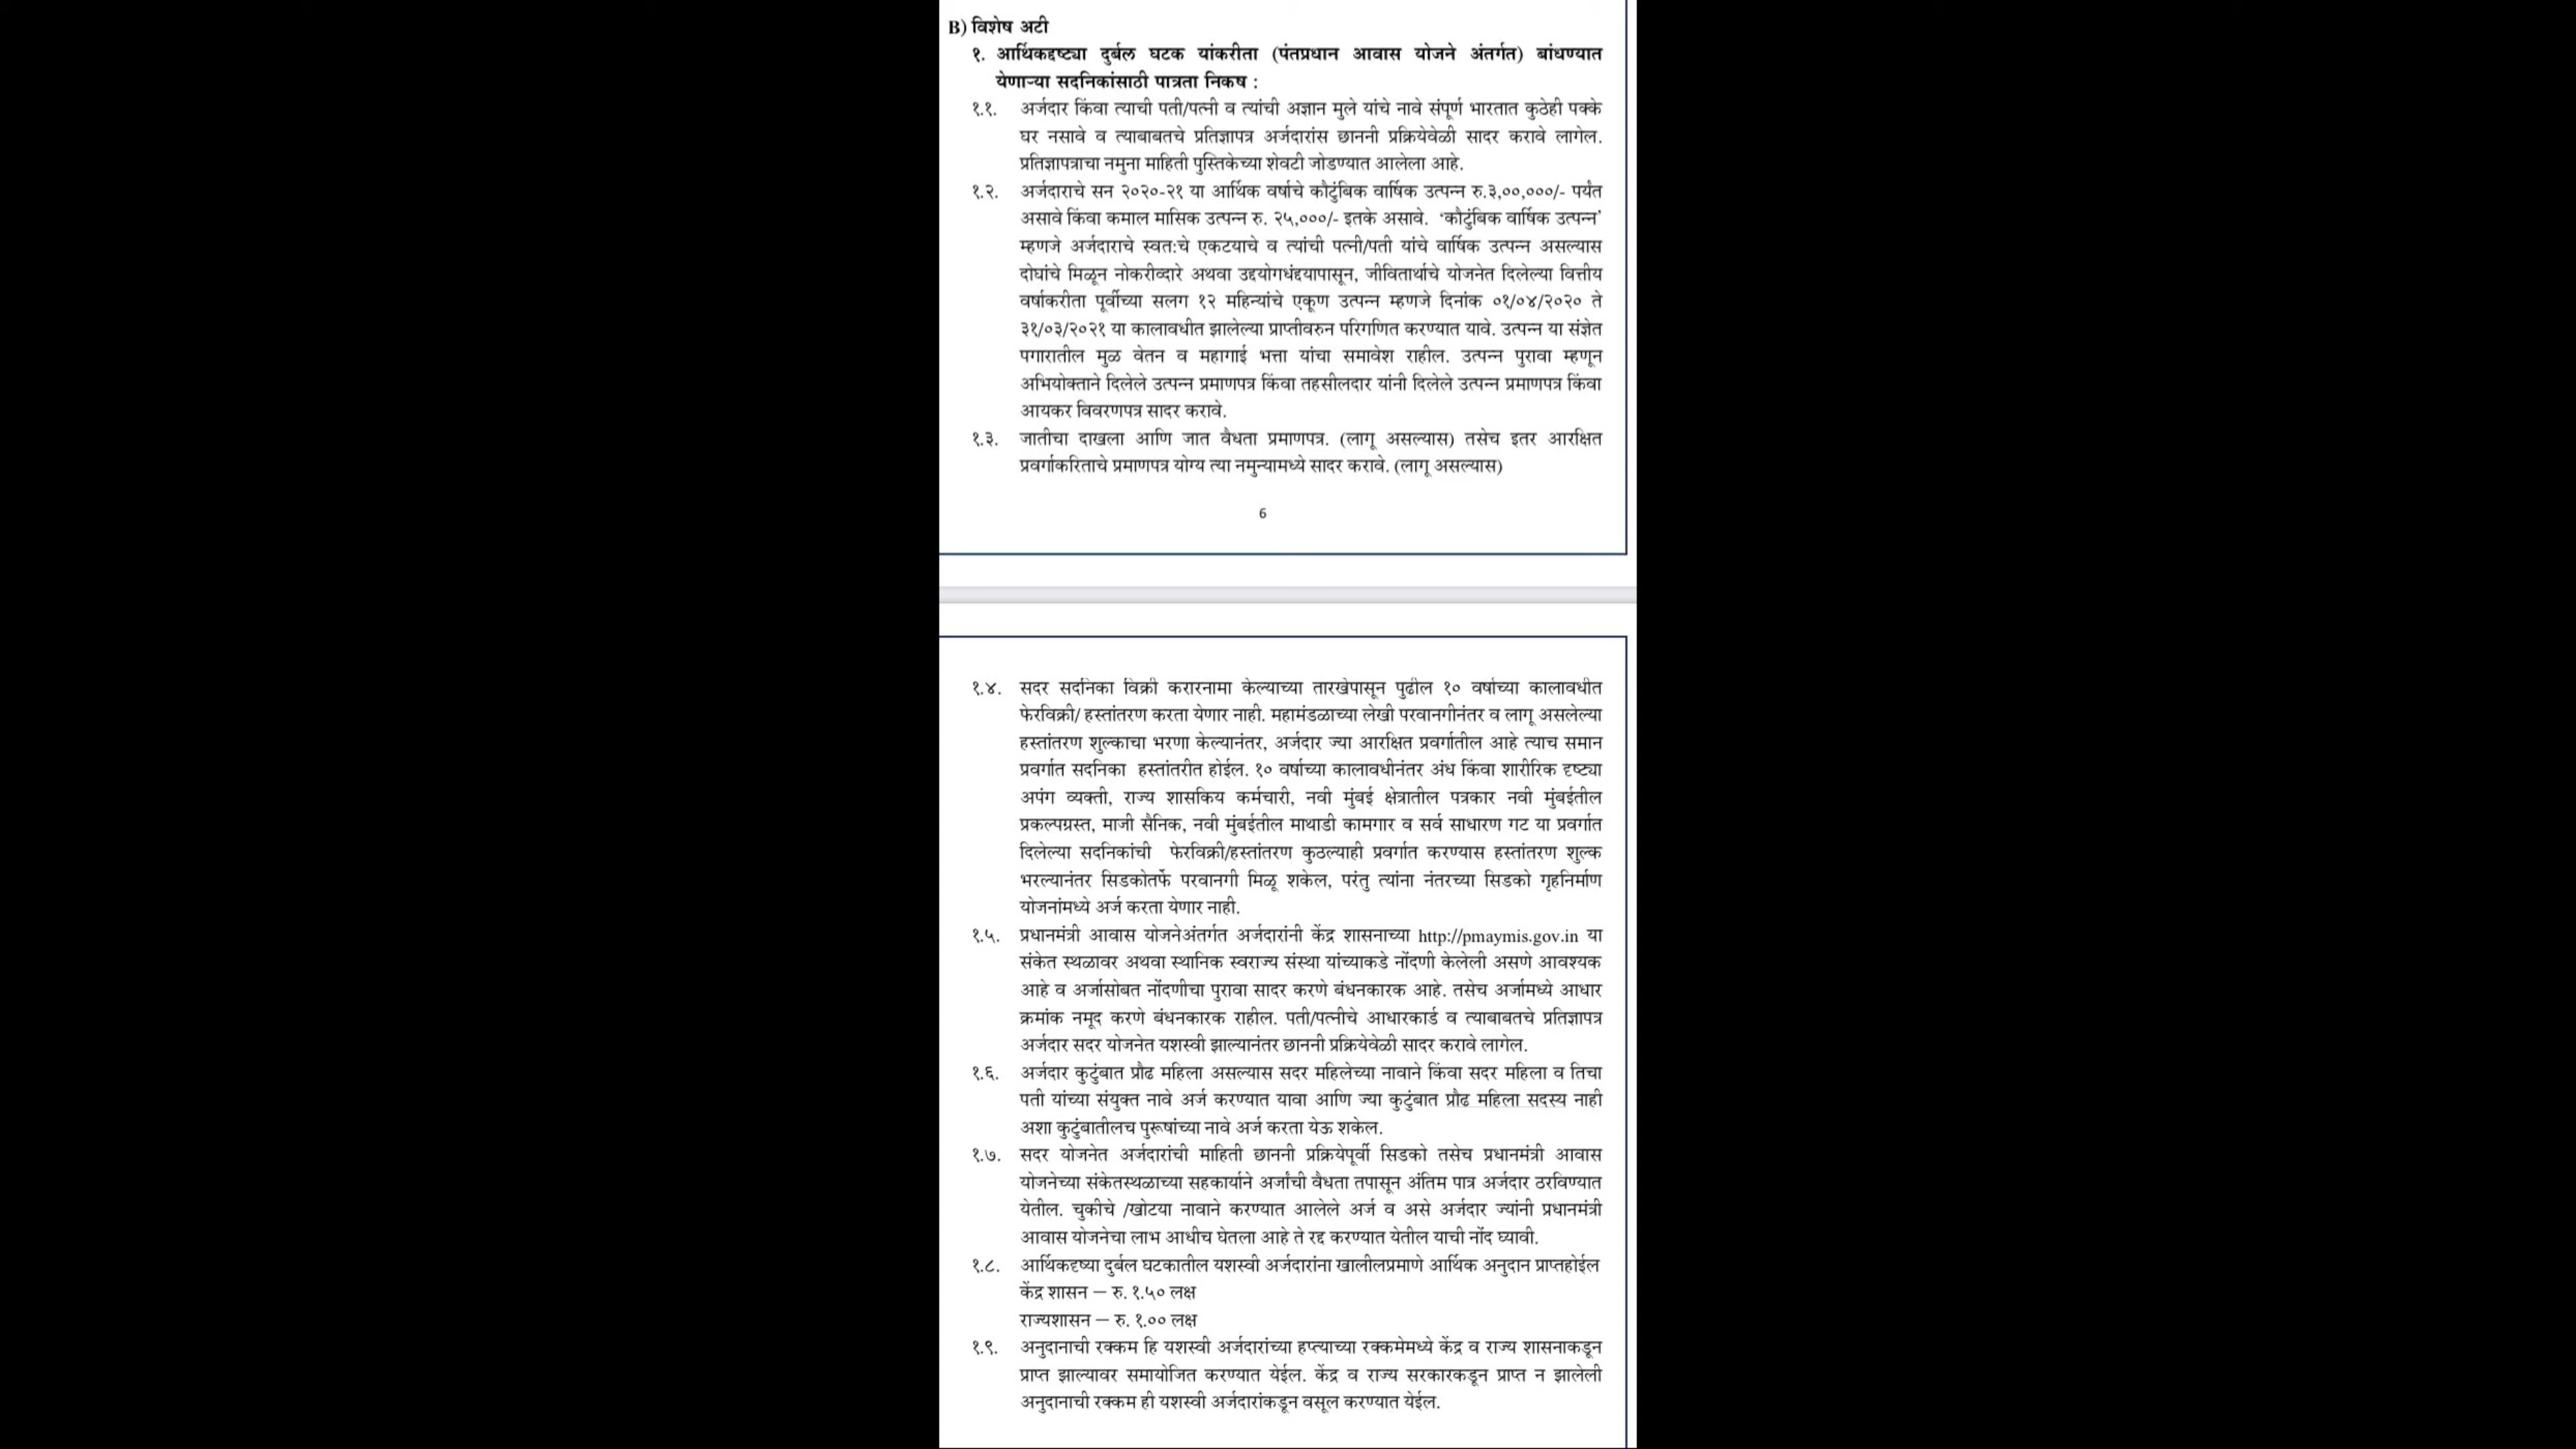 B) विशेष अटी
१. आर्थिकदृष्ट्या दुर्बल घटक यांकरीता (पंतप्रधान आवास योजने अंतर्गत) बांधण्यात
येणाऱ्या सदनिकांसाठी पात्रता निकष :
१.१. अर्जदार किंवा त्याची पती/पत्नी व त्यांची अज्ञान मुले यांचे नावे संपूर्ण भारतात कुठेही पक्के
घर नसावे व त्याबाबतचे प्रतिज्ञापत्र अर्जदारांस छाननी प्रक्रियेवेळी सादर करावे लागेल.
प्रतिज्ञापत्राचा नमुना माहिती पुस्तिकेच्या शेवटी जोडण्यात आलेला आहे.
१.२. अर्जदाराचे सन २०२०-२१ या आर्थिक वर्षाचे कौटुंबिक वार्षिक उत्पन्न रु.३,००,०००/- पर्यंत
असावे किंवा कमाल मासिक उत्पन्न रु. २५,०००/- इतके असावे. ‘कौटुंबिक वार्षिक उत्पन्न’
म्हणजे अर्जदाराचे स्वत:चे एकटयाचे व त्यांची पत्नी/पती यांचे वार्षिक उत्पन्न असल्यास
दोघांचे मिळून नोकरीव्दारे अथवा उद्दयोगधंद्दयापासून, जीवितार्थाचे योजनेत दिलेल्या वित्तीय
वर्षाकरीता पूर्वीच्या सलग १२ महिन्यांचे एकूण उत्पन्न म्हणजे दिनांक ०१/०४/२०२० ते
३१/०३/२०२१ या कालावधीत झालेल्या प्राप्तीवरुन परिगणित करण्यात यावे. उत्पन्न या संज्ञेत
पगारातील मुळ वेतन व महागाई भत्ता यांचा समावेश राहील. उत्पन्न पुरावा म्हणून
अभियोक्ताने दिलेले उत्पन्न प्रमाणपत्र किंवा तहसीलदार यांनी दिलेले उत्पन्न प्रमाणपत्र किंवा
आयकर विवरणपत्र सादर करावे.
१.३. जातीचा दाखला आणि जात वैधता प्रमाणपत्र. (लागू असल्यास) तसेच इतर आरक्षित
प्रवर्गाकरिताचे प्रमाणपत्र योग्य त्या नमुन्यामध्ये सादर करावे. (लागू असल्यास)
6
१.४. सदर सदनिका विक्री करारनामा केल्याच्या तारखेपासून पुढील १० वर्षाच्या कालावधीत
फेरविक्री/ हस्तांतरण करता येणार नाही. महामंडळाच्या लेखी परवानगीनंतर व लागू असलेल्या
हस्तांतरण शुल्काचा भरणा केल्यानंतर, अर्जदार ज्या आरक्षित प्रवर्गातील आहे त्याच समान
प्रवर्गात सदनिका हस्तांतरीत होईल. १० वर्षाच्या कालावधीनंतर अंध किंवा शारीरिक दृष्ट्या
अपंग व्यक्ती, राज्य शासकिय कर्मचारी, नवी मुंबई क्षेत्रातील पत्रकार नवी मुंबईतील
प्रकल्पग्रस्त, माजी सैनिक, नवी मुंबईतील माथाडी कामगार व सर्व साधारण गट या प्रवर्गात
दिलेल्या सदनिकांची फेरविक्री/हस्तांतरण कुठल्याही प्रवर्गात करण्यास हस्तांतरण शुल्क
भरल्यानंतर सिडकोतर्फे परवानगी मिळू शकेल, परंतु त्यांना नंतरच्या सिडको गृहनिर्माण
योजनांमध्ये अर्ज करता येणार नाही.
१.५. प्रधानमंत्री आवास योजनेअंतर्गत अर्जदारांनी केंद्र शासनाच्या http://pmaymis.gov.in या
संकेत स्थळावर अथवा स्थानिक स्वराज्य संस्था यांच्याकडे नोंदणी केलेली असणे आवश्यक
आहे व अर्जासोबत नोंदणीचा पुरावा सादर करणे बंधनकारक आहे. तसेच अर्जामध्ये आधार
क्रमांक नमूद करणे बंधनकारक राहील. पती/पत्नीचे आधारकार्ड व त्याबाबतचे प्रतिज्ञापत्र
अर्जदार सदर योजनेत यशस्वी झाल्यानंतर छाननी प्रक्रियेवेळी सादर करावे लागेल.
१.६. अर्जदार कुटुंबात प्रौढ महिला असल्यास सदर महिलेच्या नावाने किंवा सदर महिला व तिचा
पती यांच्या संयुक्त नावे अर्ज करण्यात यावा आणि ज्या कुटुंबात प्रौढ महिला सदस्य नाही
अशा कुटुंबातीलच पुरूषांच्या नावे अर्ज करता येऊ शकेल.
१.७. सदर योजनेत अर्जदारांची माहिती छाननी प्रक्रियेपूर्वी सिडको तसेच प्रधानमंत्री आवास
योजनेच्या संकेतस्थळाच्या सहकार्याने अर्जांची वैधता तपासून अंतिम पात्र अर्जदार ठरविण्यात
येतील. चुकीचे /खोटया नावाने करण्यात आलेले अर्ज व असे अर्जदार ज्यांनी प्रधानमंत्री
आवास योजनेचा लाभ आधीच घेतला आहे ते रद्द करण्यात येतील याची नोंद घ्यावी.
१.८. आर्थिकदृष्या दुर्बल घटकातील यशस्वी अर्जदारांना खालीलप्रमाणे आर्थिक अनुदान प्राप्तहोईल
केंद्र शासन – रु. १.५० लक्ष
राज्यशासन – रु. १.०० लक्ष
१.९. अनुदानाची रक्कम हि यशस्वी अर्जदारांच्या हप्त्याच्या रक्कमेमध्ये केंद्र व राज्य शासनाकडून
प्राप्त झाल्यावर समायोजित करण्यात येईल. केंद्र व राज्य सरकारकडून प्राप्त न झालेली
अनुदानाची रक्कम ही यशस्वी अर्जदारांकडून वसूल करण्यात येईल.